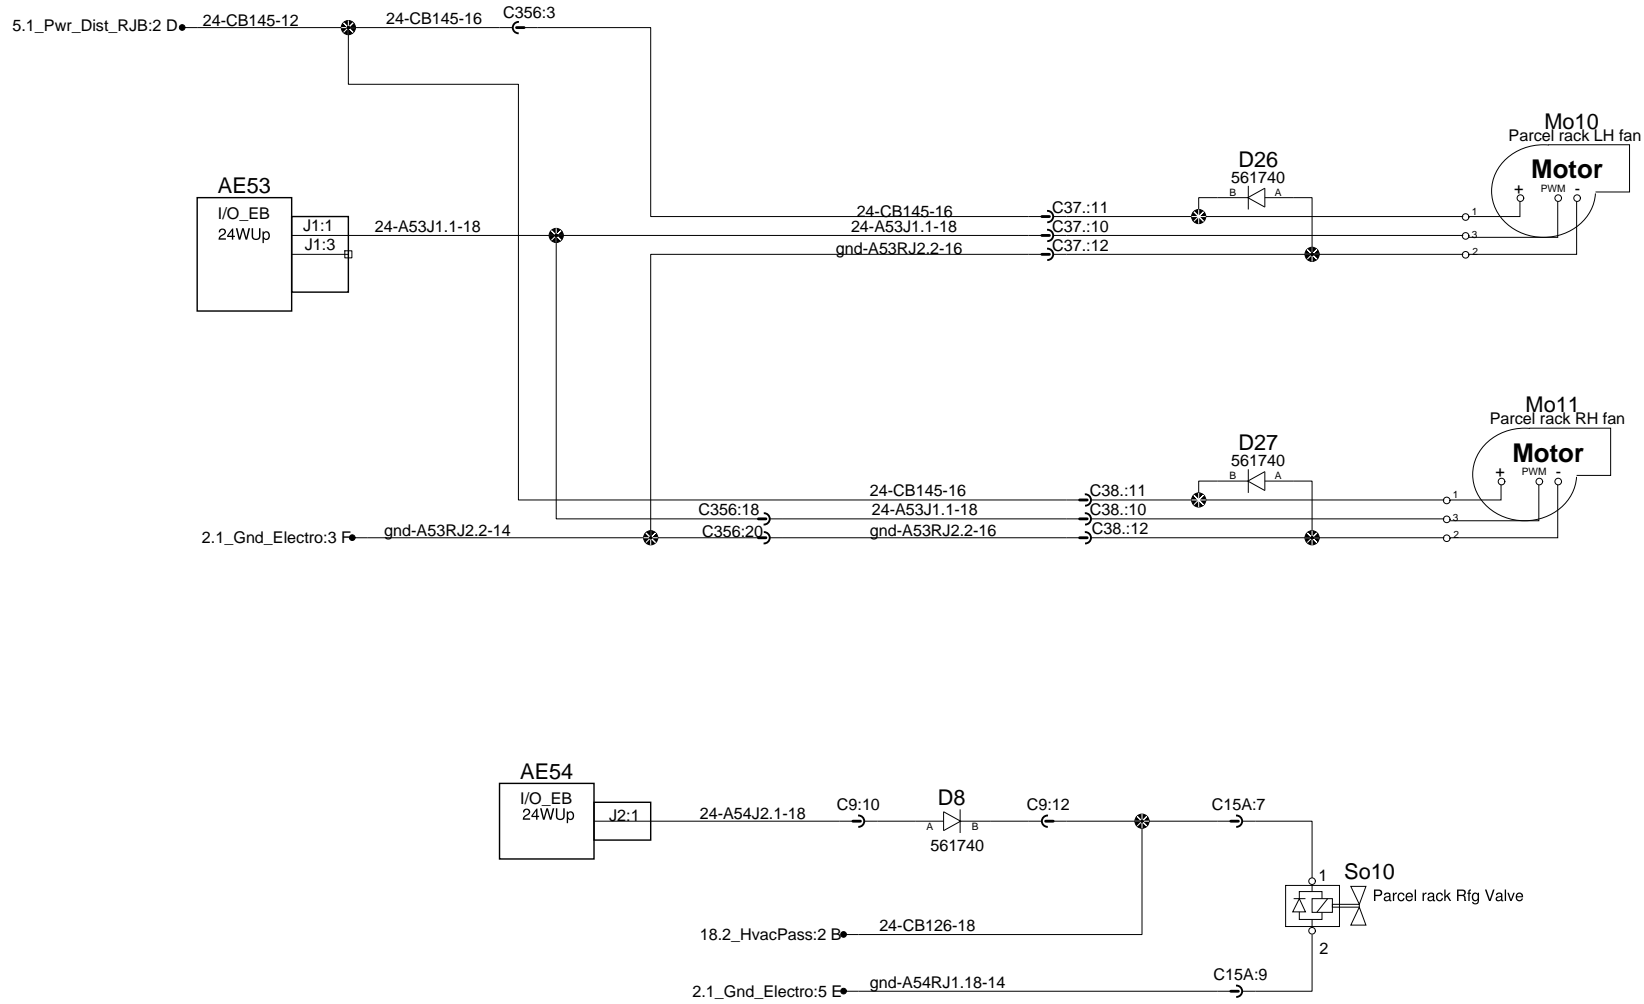 5.1_Pwr_Dist_RJB:2 D
24-CB145-12
24-CB145-16
C356:3
Mo10
Parcel rack LH fan
Motor
+
PWM
-
D26
561740
B
A
AE53
I/O_EB
24WUp
J1:1
J1:3
24-A53J1.1-18
24-CB145-16
C37.:11
1
24-A53J1.1-18
C37.:10
3
gnd-A53RJ2.2-16
C37.:12
2
Mo11
Parcel rack RH fan
Motor
+
PWM
-
D27
561740
B
A
24-CB145-16
C38.:11
1
C356:18
24-A53J1.1-18
C38.:10
3
2.1_Gnd_Electro:3 F
gnd-A53RJ2.2-14
C356:20
gnd-A53RJ2.2-16
C38.:12
2
AE54
I/O_EB
24WUp
J2:1
24-A54J2.1-18
C9:10
D8
A
B
561740
C9:12
C15A:7
1
So10
Parcel rack Rfg Valve
2
18.2_HvacPass:2 B
24-CB126-18
2.1_Gnd_Electro:5 E
gnd-A54RJ1.18-14
C15A:9